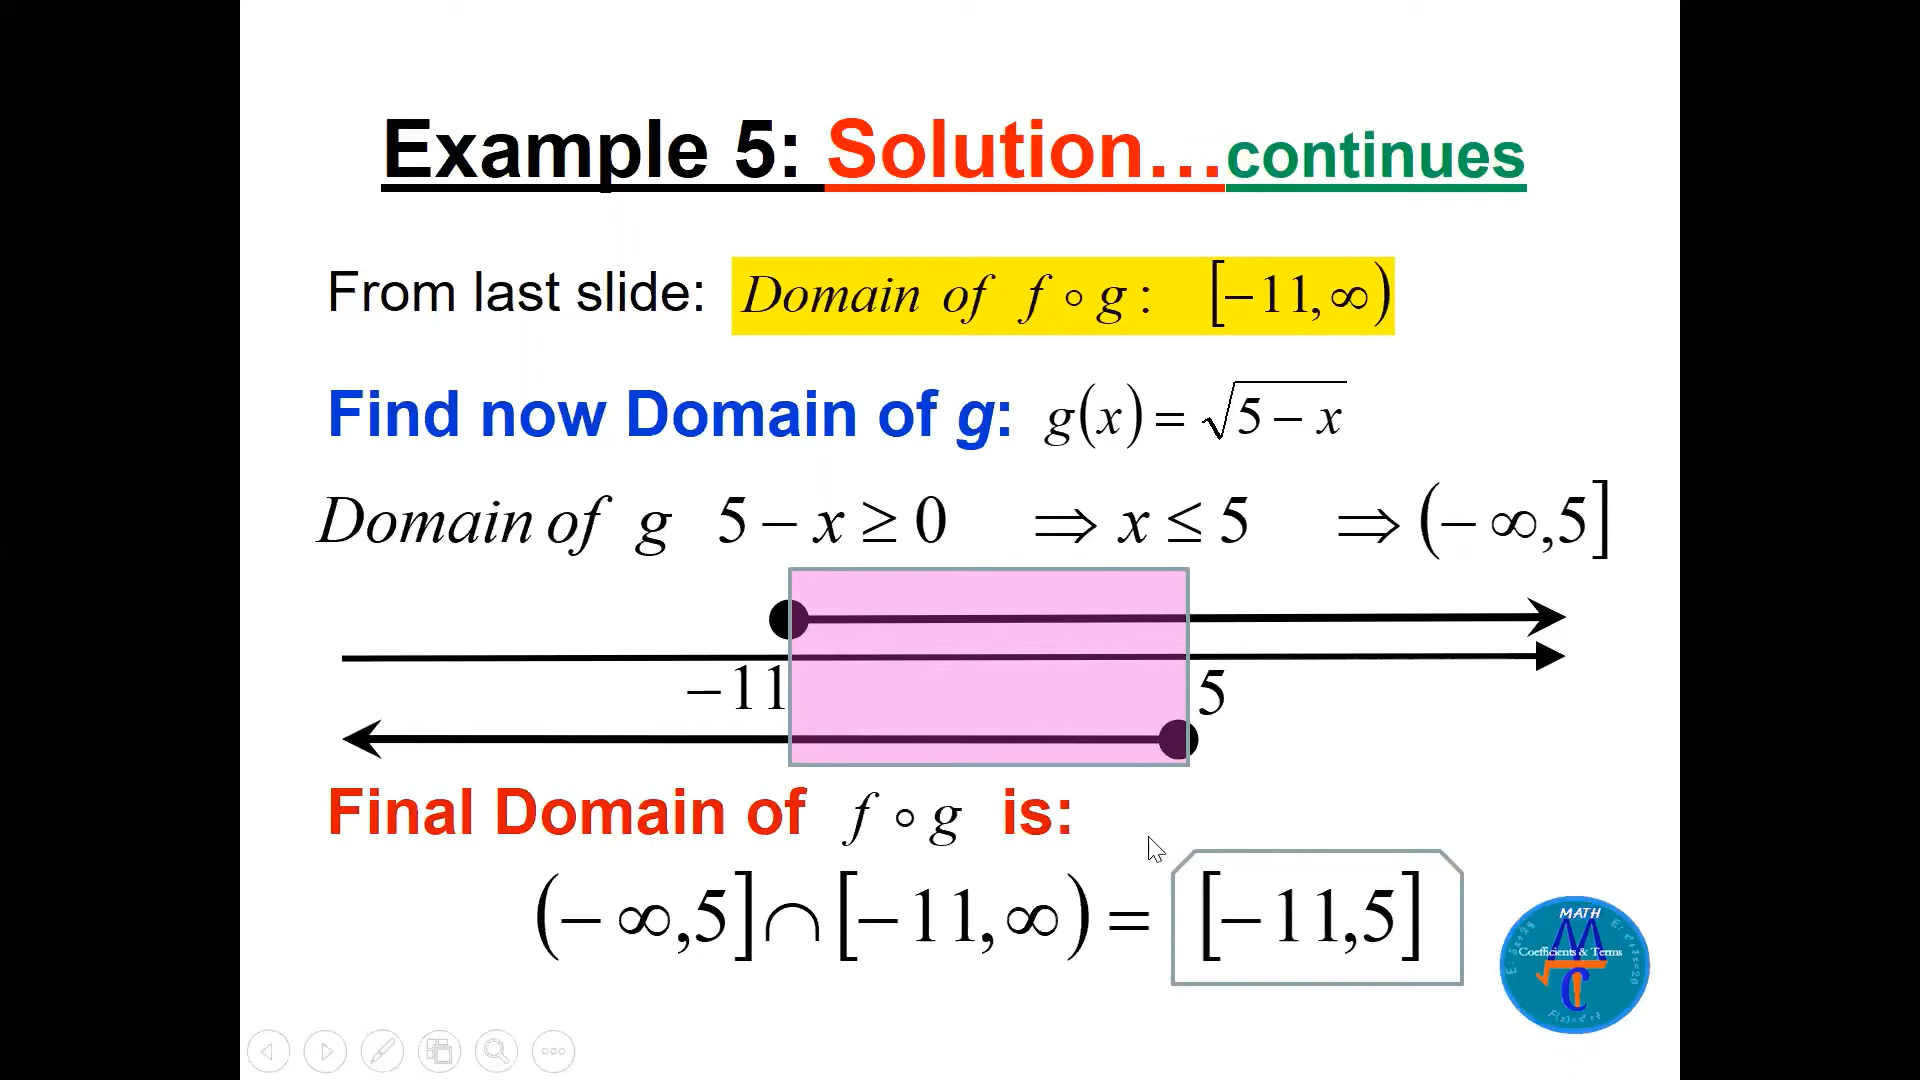 Example 5: Solution…continues
From last slide: Domain of f ∘ g : [−11,∞)
Find now Domain of g: g(x) = √5 − x
Domain of g 5 − x ≥ 0 ⇒ x ≤ 5 ⇒ (− ∞,5]
−11 5
Final Domain of f ∘ g is:
(− ∞,5]∩[−11,∞) = [−11,5]
MATH
Coefficients & Terms